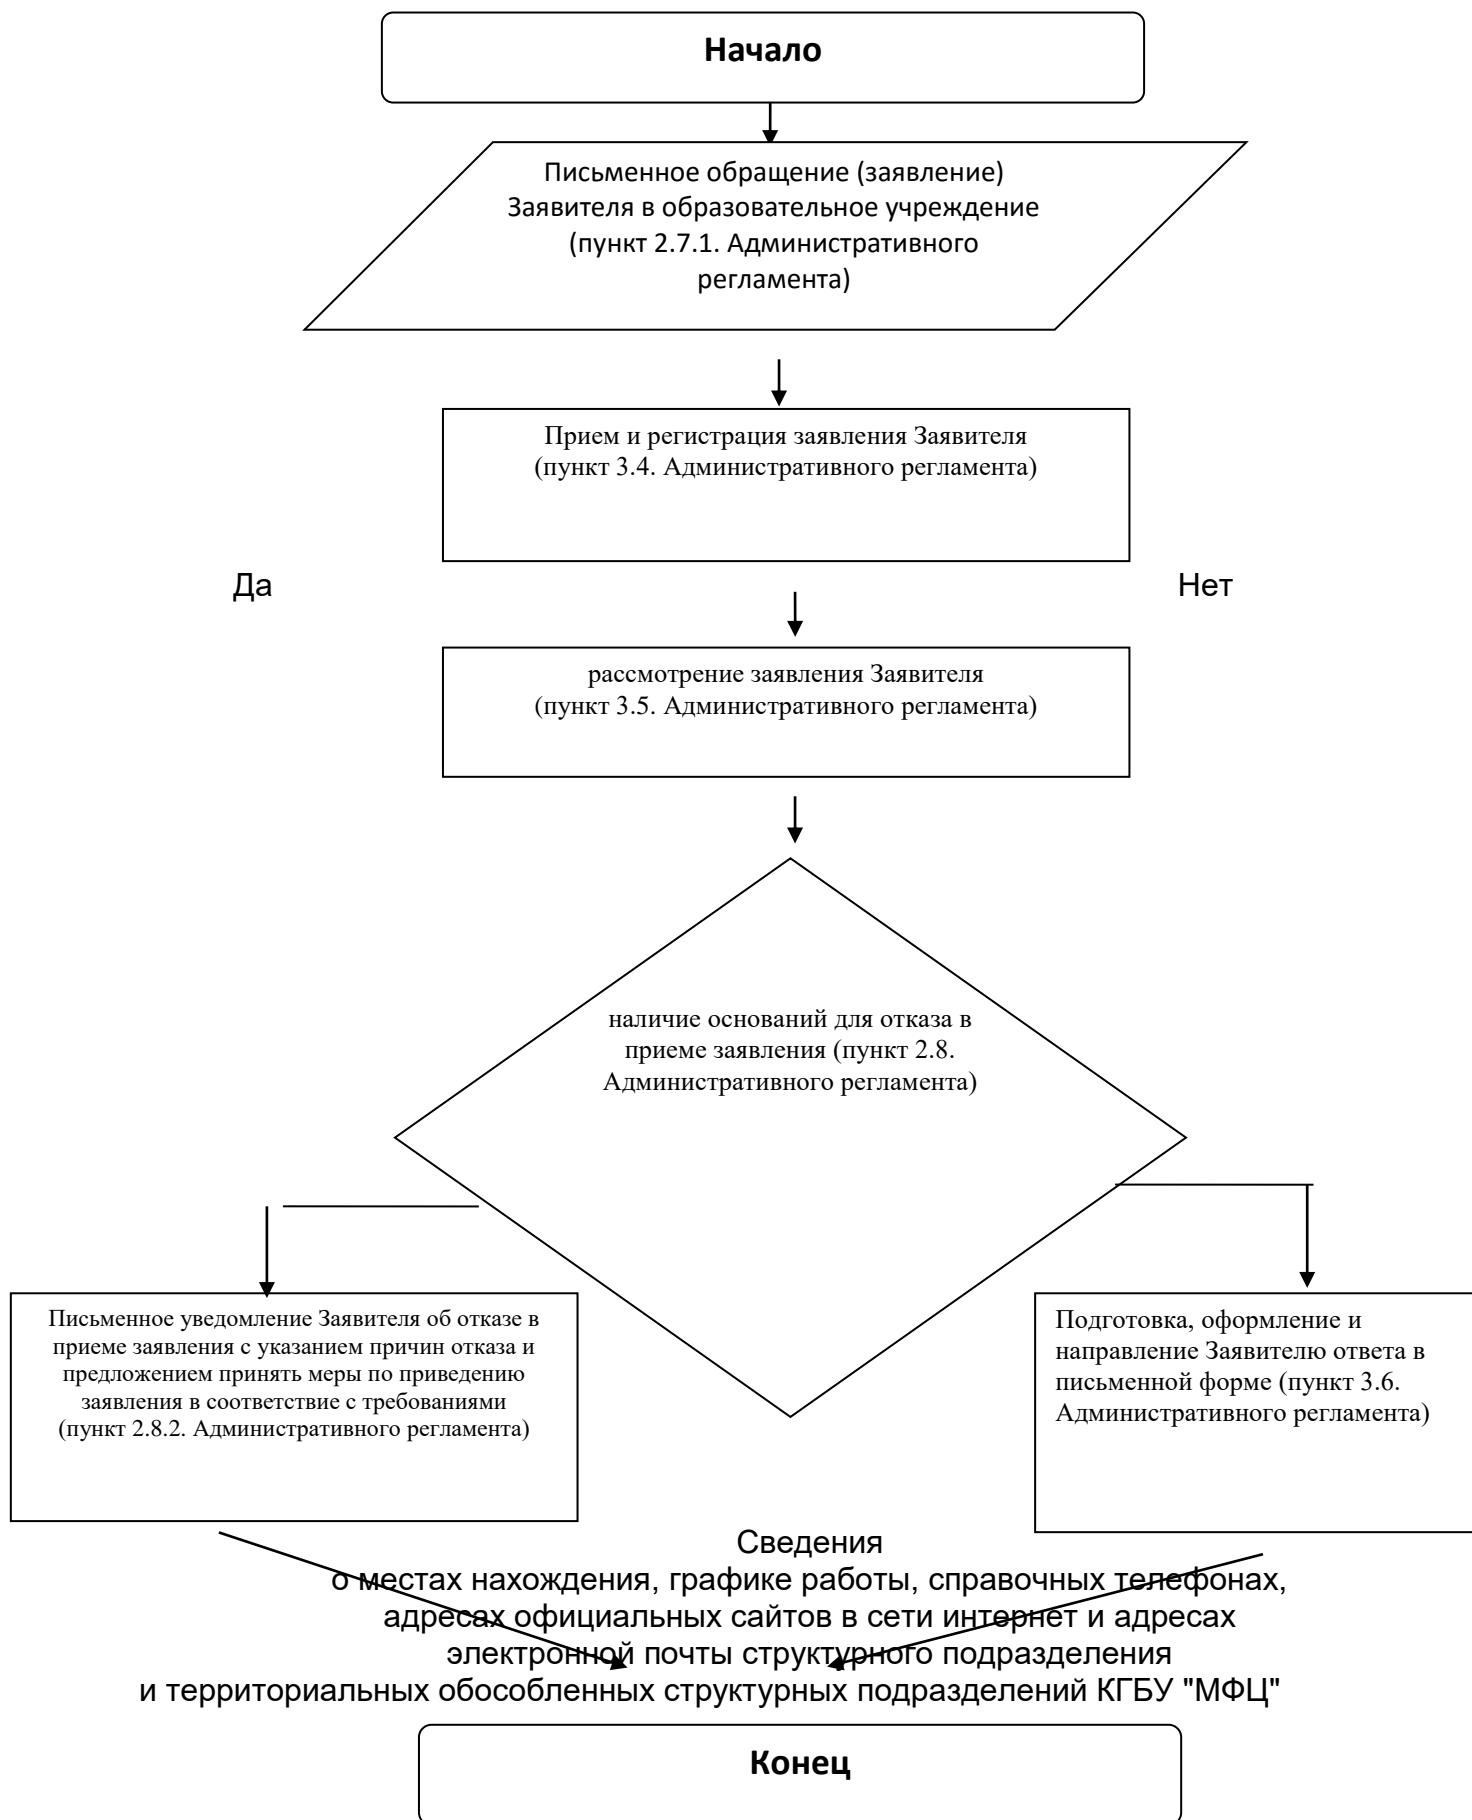 Начало
Письменное обращение (заявление)
Заявителя в образовательное учреждение
(пункт 2.7.1. Административного
регламента)
Прием и регистрация заявления Заявителя
(пункт 3.4. Административного регламента)
Да
Нет
рассмотрение заявления Заявителя
(пункт 3.5. Административного регламента)
наличие оснований для отказа в
приеме заявления (пункт 2.8.
Административного регламента)
Письменное уведомление Заявителя об отказе в
приеме заявления с указанием причин отказа и
предложением принять меры по приведению
заявления в соответствие с требованиями
(пункт 2.8.2. Административного регламента)
Подготовка, оформление и
направление Заявителю ответа в
письменной форме (пункт 3.6.
Административного регламента)
Сведения
о местах нахождения, графике работы, справочных телефонах,
адресах официальных сайтов в сети интернет и адресах
электронной почты структурного подразделения
и территориальных обособленных структурных подразделений КГБУ "МФЦ"
Конец